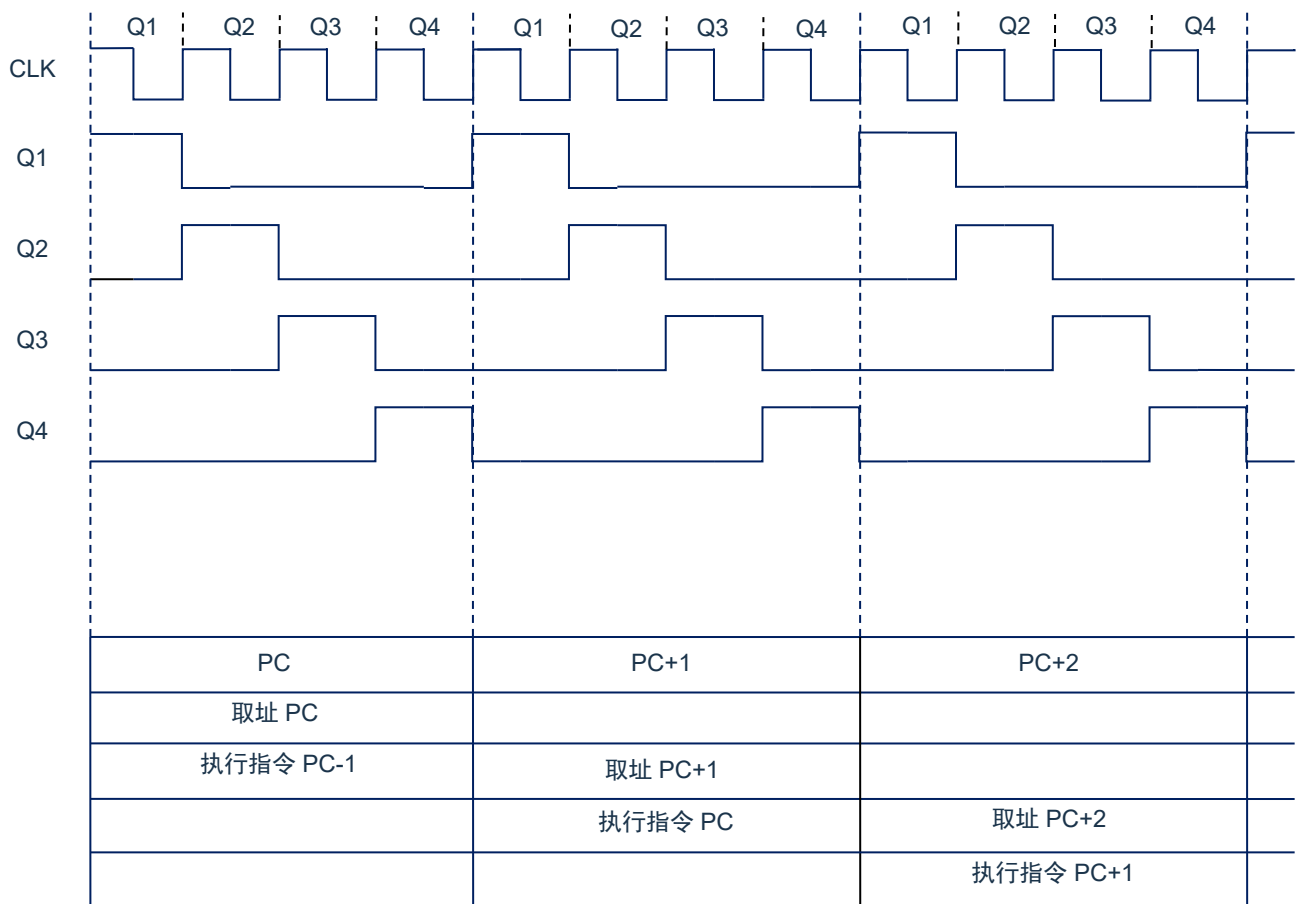 Q1 Q2 Q3 Q4 Q1 Q2 Q3 Q4 Q1 Q2 Q3 Q4
CLK
Q1
Q2
Q3
Q4
PC PC+1 PC+2
取址 PC
执行指令 PC-1 取址 PC+1
执行指令 PC 取址 PC+2
执行指令 PC+1